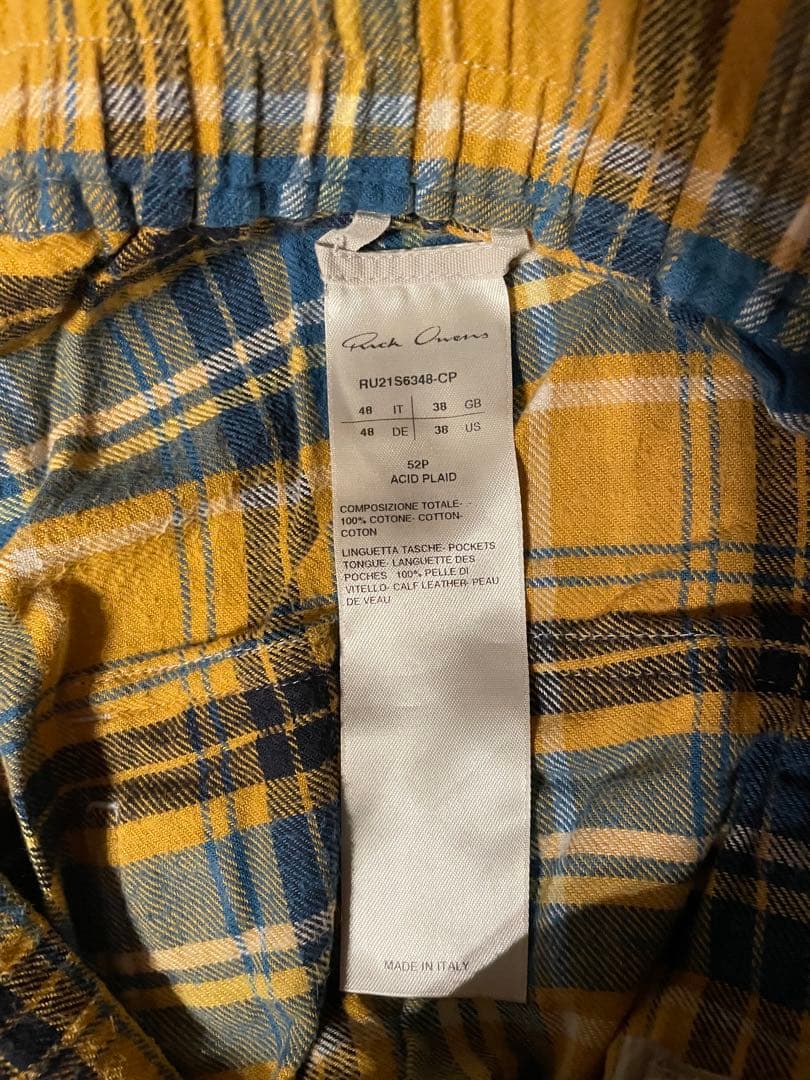 Rick Owens
RU21S6348-CP
48 IT 38 GB
48 DE 38 US
52P
ACID PLAID
COMPOSIZIONE TOTALE- -
100% COTONE- COTTON-
COTON
LINGUETTA TASCHE- POCKETS
TONGUE- LANGUETTE DES
POCHES 100% PELLE DI
VITELLO- CALF LEATHER- PEAU
DE VEAU
MADE IN ITALY